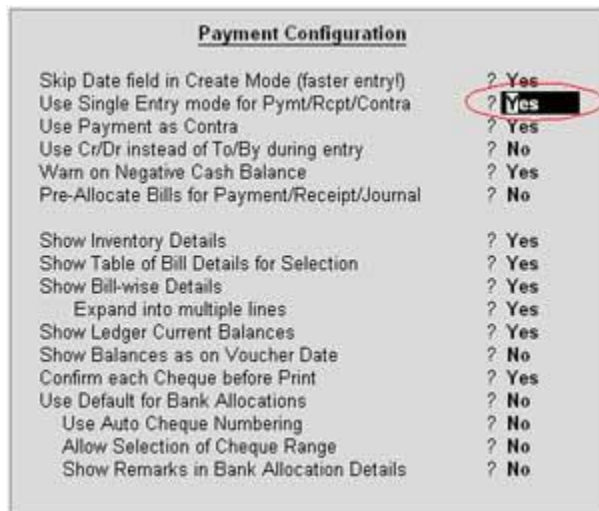 Payment Configuration
Skip Date field in Create Mode (faster entry!) ? Yes
Use Single Entry mode for Pymt/Rcpt/Contra ? Yes
Use Payment as Contra ? Yes
Use Cr/Dr instead of To/By during entry ? No
Warn on Negative Cash Balance ? Yes
Pre-Allocate Bills for Payment/Receipt/Journal ? No
Show Inventory Details ? Yes
Show Table of Bill Details for Selection ? Yes
Show Bill-wise Details ? Yes
Expand into multiple lines ? Yes
Show Ledger Current Balances ? Yes
Show Balances as on Voucher Date ? No
Confirm each Cheque before Print ? Yes
Use Default for Bank Allocations ? No
Use Auto Cheque Numbering ? No
Allow Selection of Cheque Range ? No
Show Remarks in Bank Allocation Details ? No